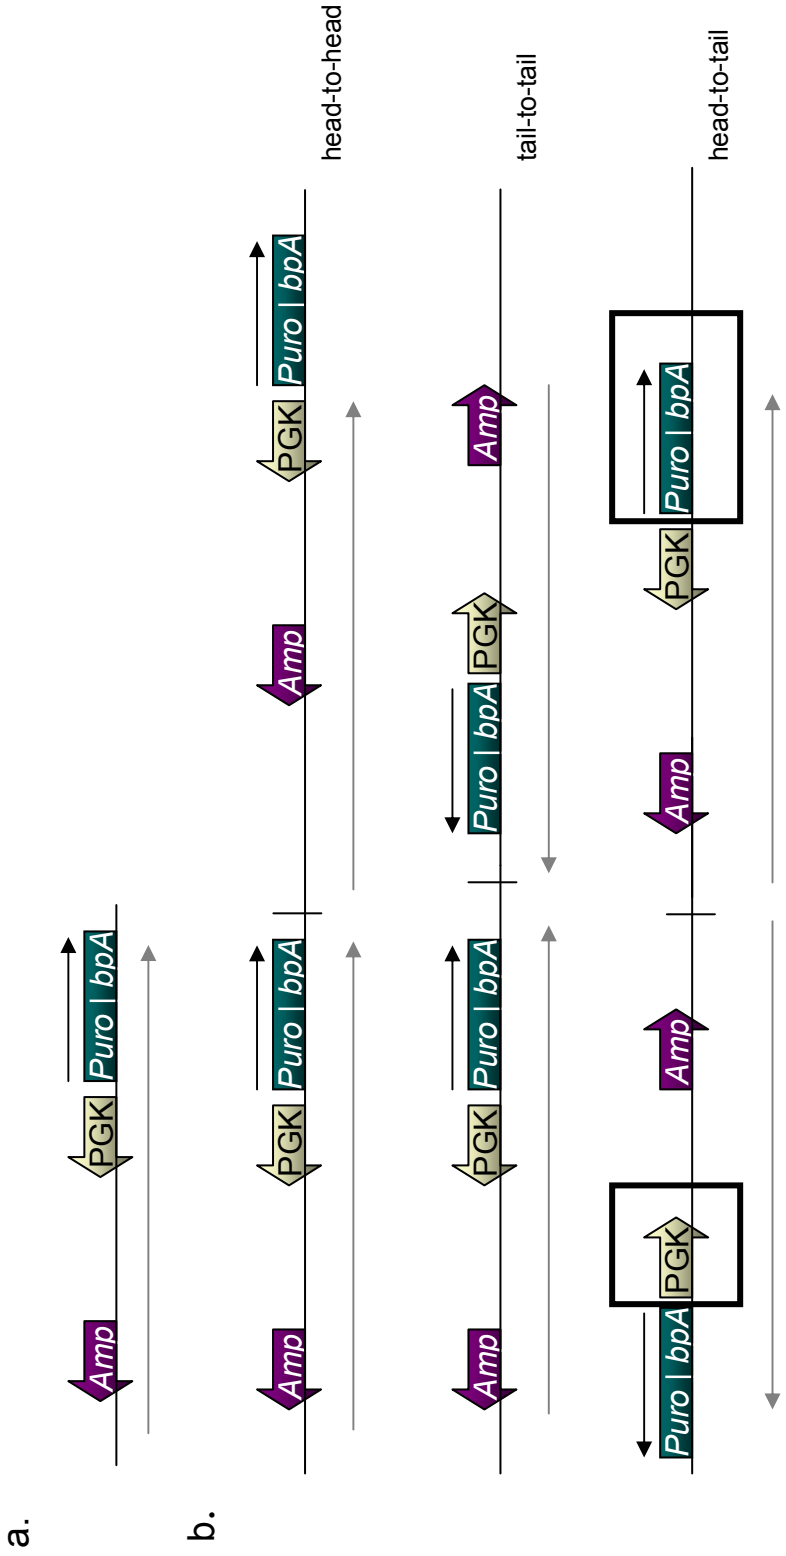 a.
Amp PGK Puro | bpA
b.
Amp PGK Puro | bpA Amp PGK Puro | bpA
head-to-head
Amp PGK Puro | bpA Puro | bpA PGK Amp
tail-to-tail
Puro | bpA PGK Amp Amp PGK Puro | bpA
head-to-tail